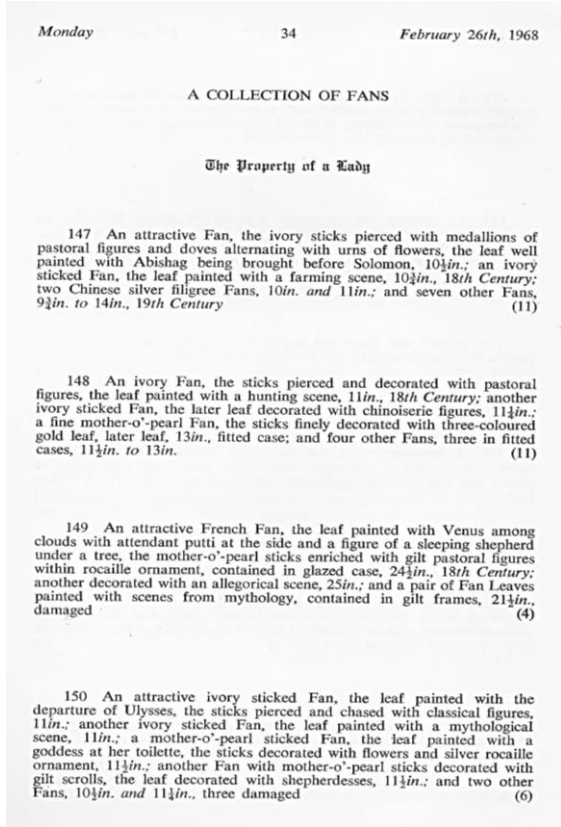 Monday 34 February 26th, 1968
A COLLECTION OF FANS
The Property of a Lady
147 An attractive Fan, the ivory sticks pierced with medallions of
pastoral figures and doves alternating with urns of flowers, the leaf well
painted with Abishag being brought before Solomon, 10½in.; an ivory
sticked Fan, the leaf painted with a farming scene, 10¾in., 18th Century;
two Chinese silver filigree Fans, 10in. and 11in.; and seven other Fans,
9¾in. to 14in., 19th Century (11)
148 An ivory Fan, the sticks pierced and decorated with pastoral
figures, the leaf painted with a hunting scene, 11in., 18th Century; another
ivory sticked Fan, the later leaf decorated with chinoiserie figures, 11¼in.;
a fine mother-o'-pearl Fan, the sticks finely decorated with three-coloured
gold leaf, later leaf, 13in., fitted case; and four other Fans, three in fitted
cases, 11½in. to 13in. (11)
149 An attractive French Fan, the leaf painted with Venus among
clouds with attendant putti at the side and a figure of a sleeping shepherd
under a tree, the mother-o'-pearl sticks enriched with gilt pastoral figures
within rocaille ornament, contained in glazed case, 24½in., 18th Century;
another decorated with an allegorical scene, 25in.; and a pair of Fan Leaves
painted with scenes from mythology, contained in gilt frames, 21½in.,
damaged (4)
150 An attractive ivory sticked Fan, the leaf painted with the
departure of Ulysses, the sticks pierced and chased with classical figures,
11in.; another ivory sticked Fan, the leaf painted with a mythological
scene, 11in.; a mother-o'-pearl sticked Fan, the leaf painted with a
goddess at her toilette, the sticks decorated with flowers and silver rocaille
ornament, 11½in.; another Fan with mother-o'-pearl sticks decorated with
gilt scrolls, the leaf decorated with shepherdesses, 11½in.; and two other
Fans, 10½in. and 11¼in., three damaged (6)